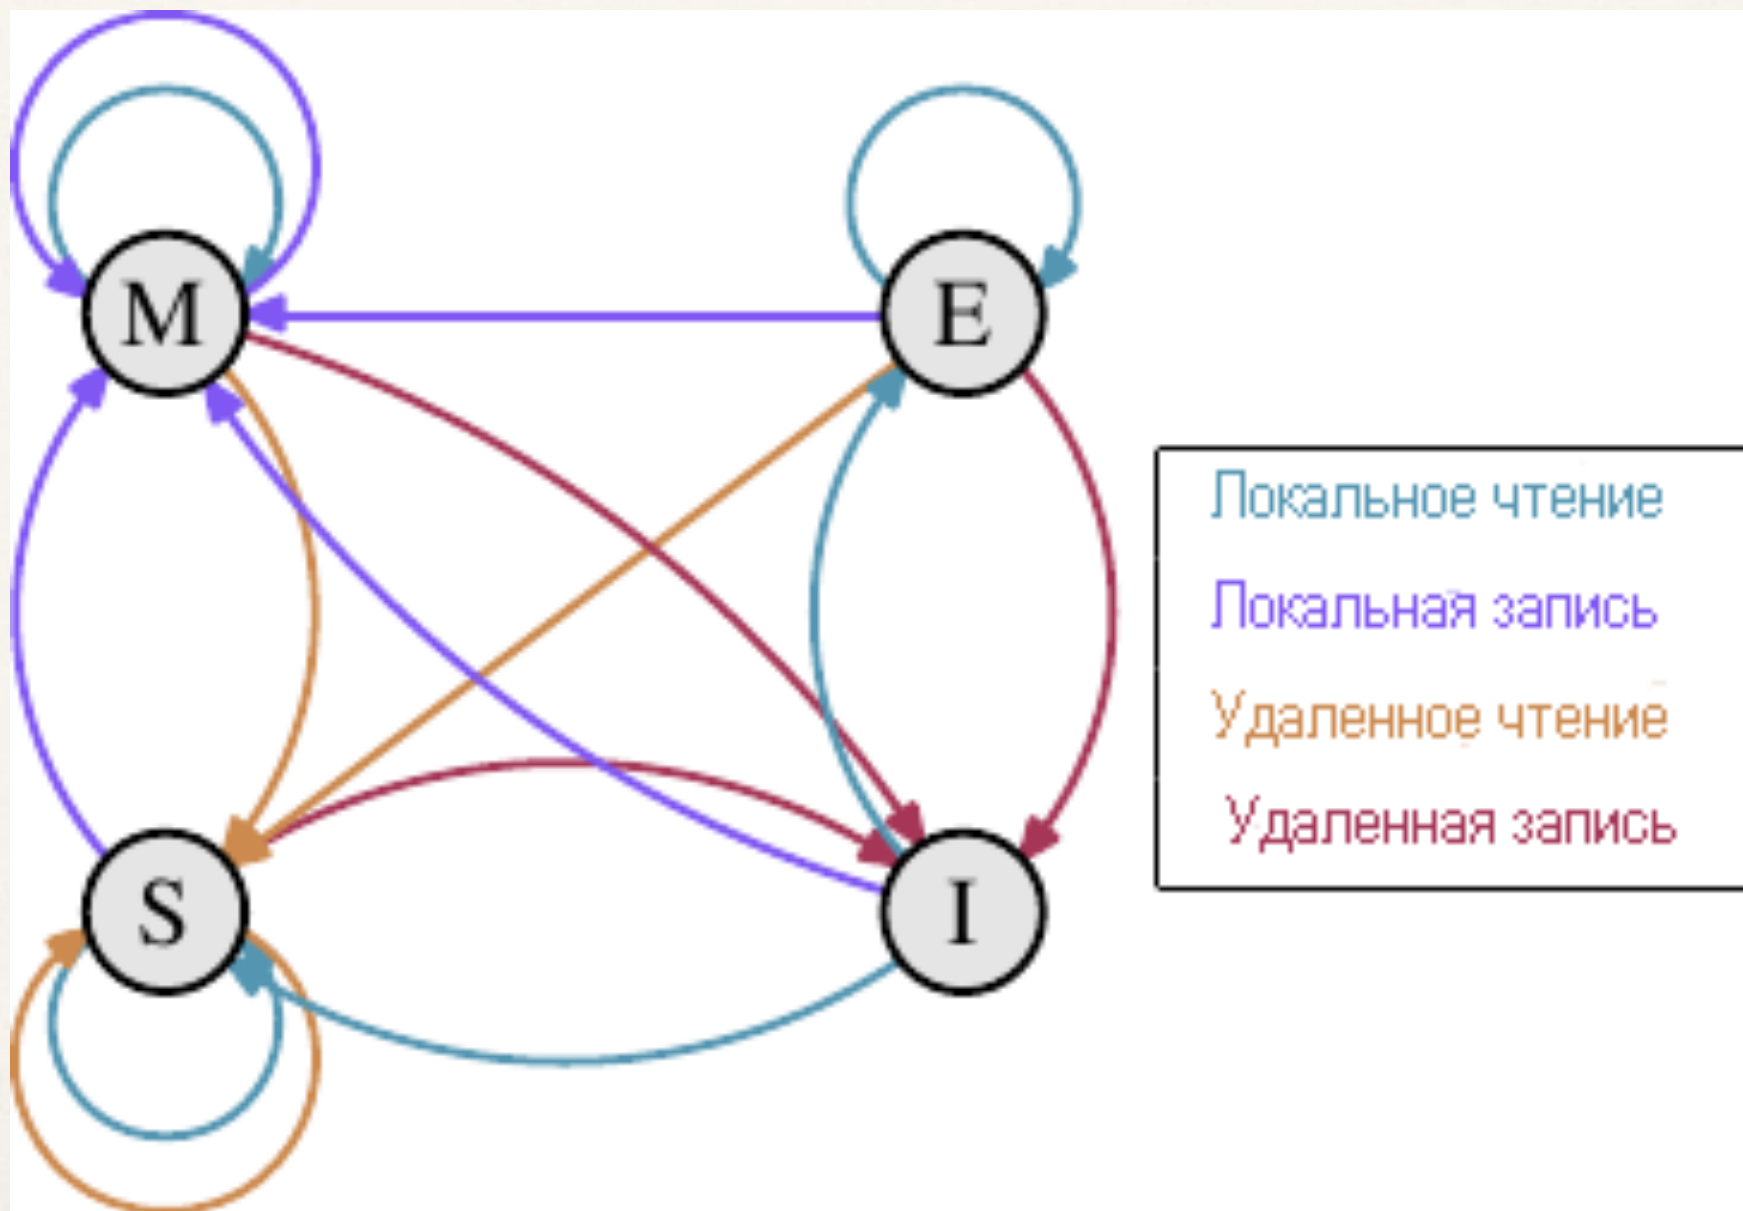 M
E
Локальное чтение
Локальная запись
Удаленное чтение
Удаленная запись
S
I